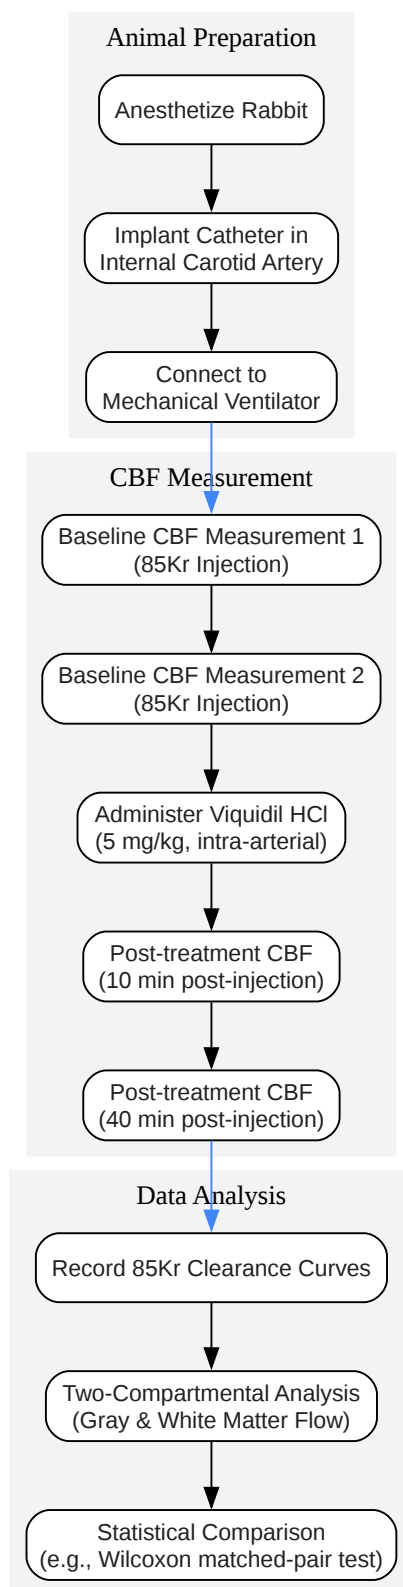 Animal Preparation
Anesthetize Rabbit
Implant Catheter in
Internal Carotid Artery
Connect to
Mechanical Ventilator
CBF Measurement
Baseline CBF Measurement 1
(85Kr Injection)
Baseline CBF Measurement 2
(85Kr Injection)
Administer Viquidil HCl
(5 mg/kg, intra-arterial)
Post-treatment CBF
(10 min post-injection)
Post-treatment CBF
(40 min post-injection)
Data Analysis
Record 85Kr Clearance Curves
Two-Compartmental Analysis
(Gray & White Matter Flow)
Statistical Comparison
(e.g., Wilcoxon matched-pair test)